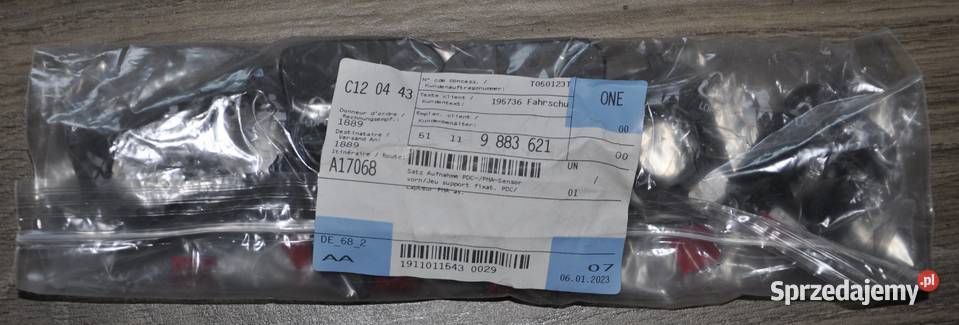 C12 04 43
N° cde concess. /
Kundenauftragsnummer:
T060123T
ONE
Texte client /
Kundentext:
196736 Fahrschu
00
Donneur d'ordre /
Rechnungsempf.:
1889
Emplac. client /
Kundenbehälter:
Destinataire /
Versand An:
1889
51 11 9 883 621
00
Itinéraire / Route:
A17068
UN /
01
Satz Aufnahme PDC-/PMA-Sensor
vorn/Jeu support fixat. PDC/
capteur PMA av.
DE_68_2
AA
1911011643 0029
07
06.01.2023
Sprzedajemy.pl